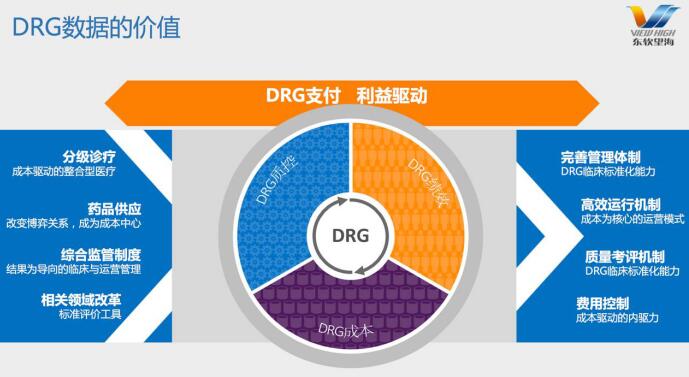 DRG数据的价值
VIEW HIGH
东软望海
DRG支付 利益驱动
分级诊疗
成本驱动的整合型医疗
药品供应
改变博弈关系，成为成本中心
综合监管制度
结果为导向的临床与运营管理
相关领域改革
标准评价工具
DRG质控
DRG绩效
DRG
DRG成本
完善管理体制
DRG临床标准化能力
高效运行机制
成本为核心的运营模式
质量考评机制
DRG临床标准化能力
费用控制
成本驱动的内驱力